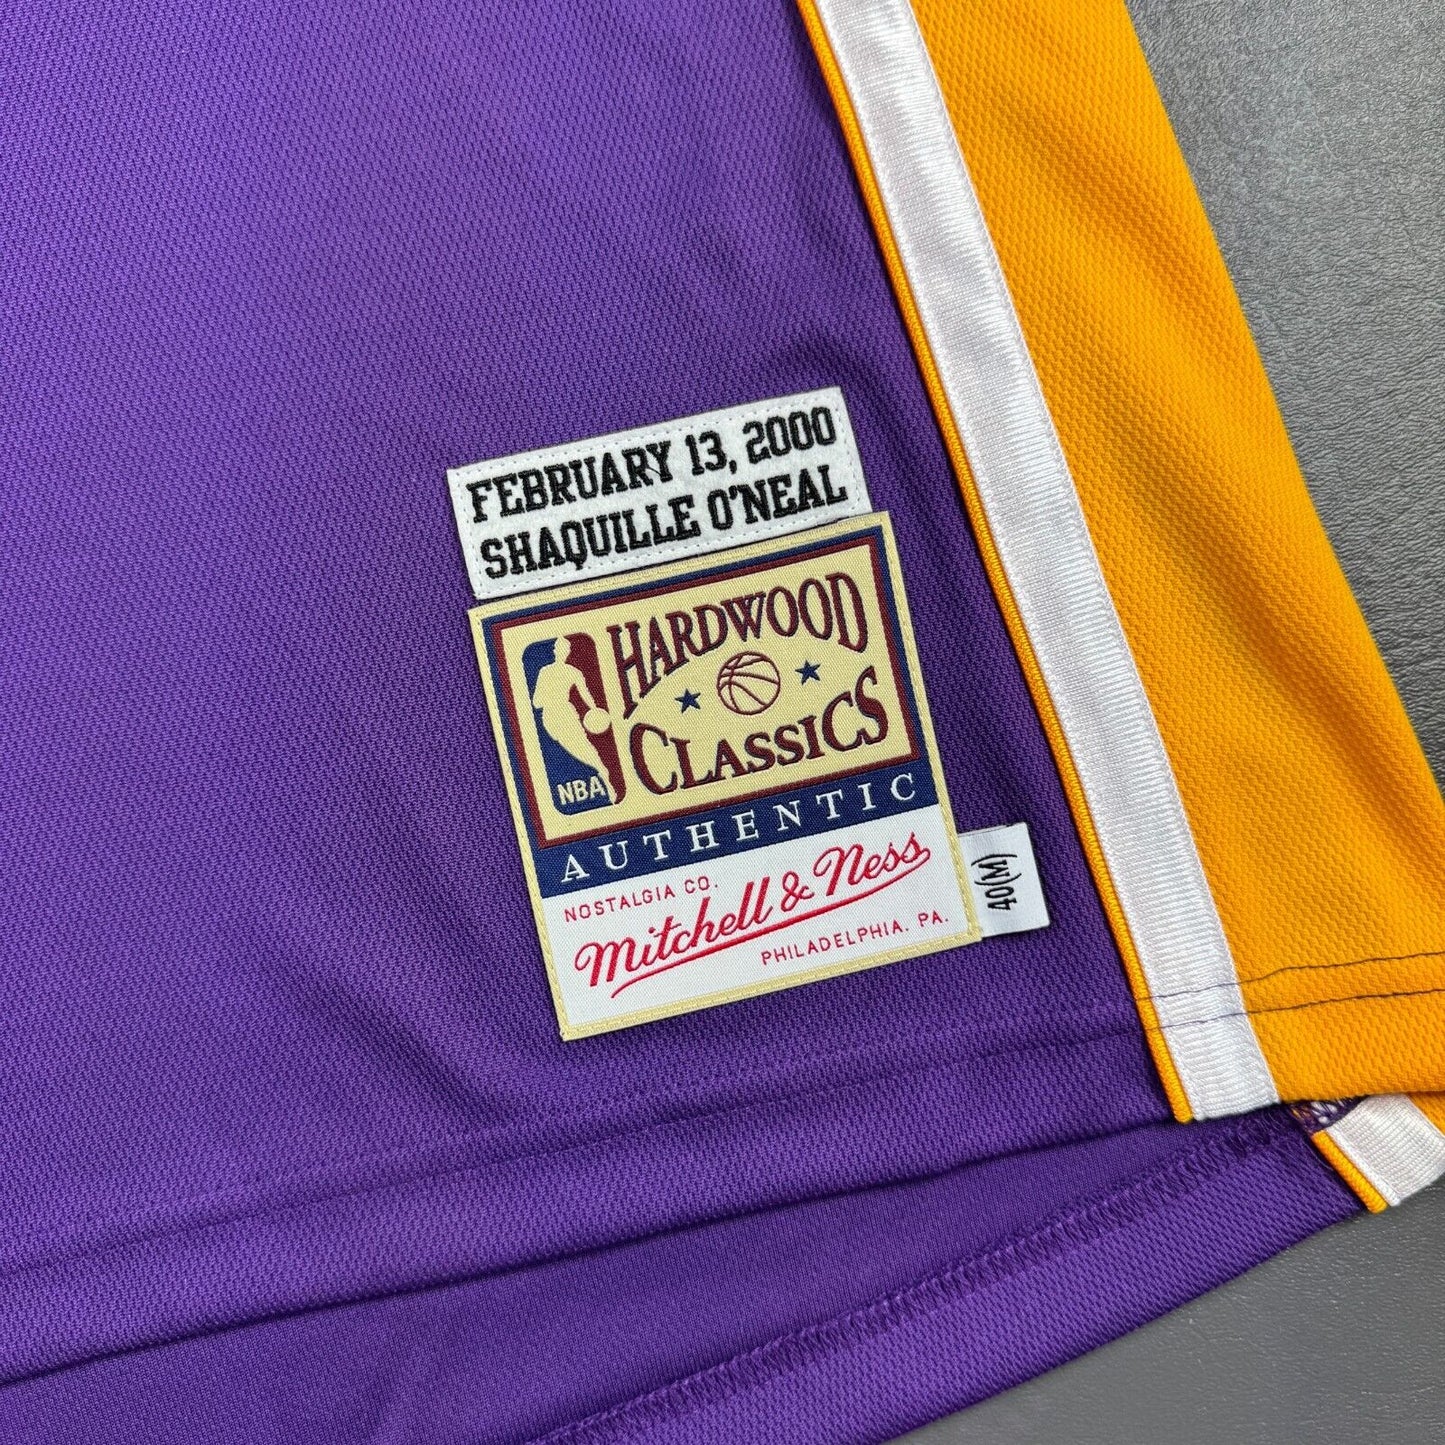 FEBRUARY 13, 2000
SHAQUILLE O'NEAL
HARDWOOD
CLASSICS
NBA
AUTHENTIC
NOSTALGIA CO.
Mitchell & Ness
PHILADELPHIA, PA.
40(M)